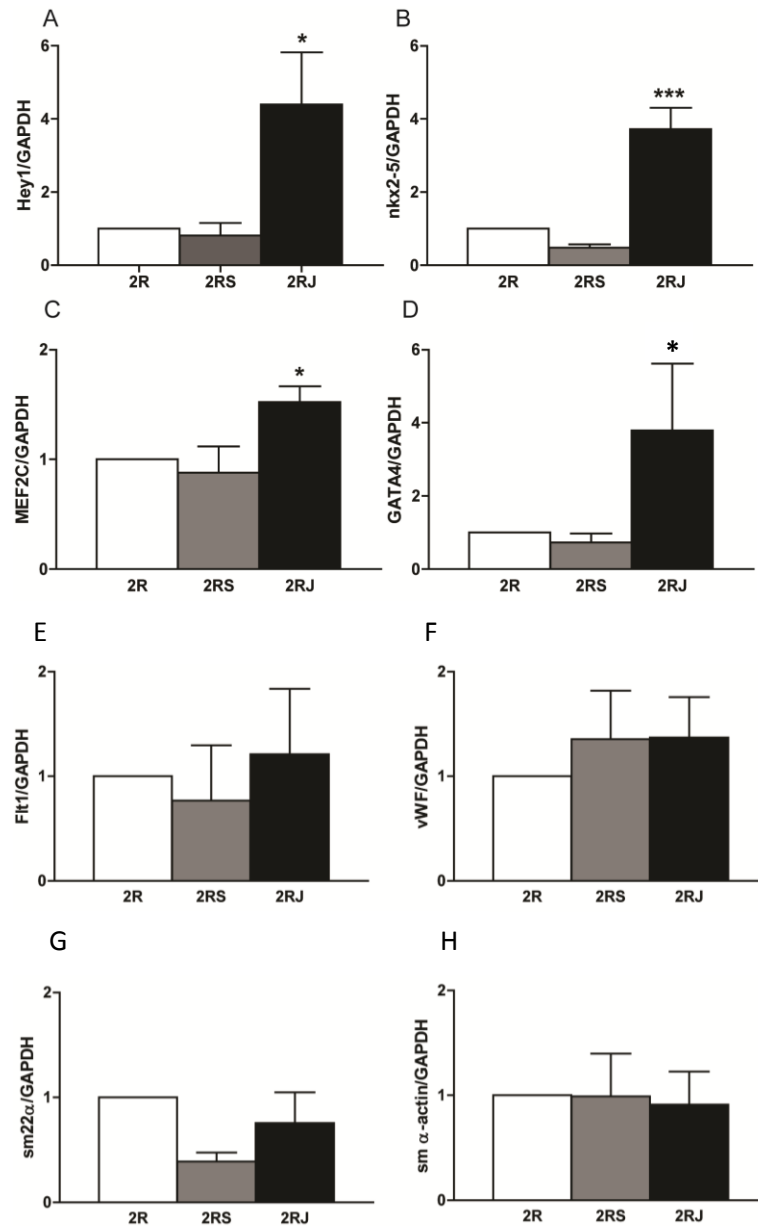 A
Hey1/GAPDH
6
4
2
0
*
2R 2RS 2RJ
B
nkx2-5/GAPDH
6
4
2
0
***
2R 2RS 2RJ
C
MEF2C/GAPDH
2
1
0
*
2R 2RS 2RJ
D
GATA4/GAPDH
6
4
2
0
*
2R 2RS 2RJ
E
Flt1/GAPDH
2
1
0
2R 2RS 2RJ
F
vWF/GAPDH
2
1
0
2R 2RS 2RJ
G
sm22α/GAPDH
2
1
0
2R 2RS 2RJ
H
sm α-actin/GAPDH
2
1
0
2R 2RS 2RJ